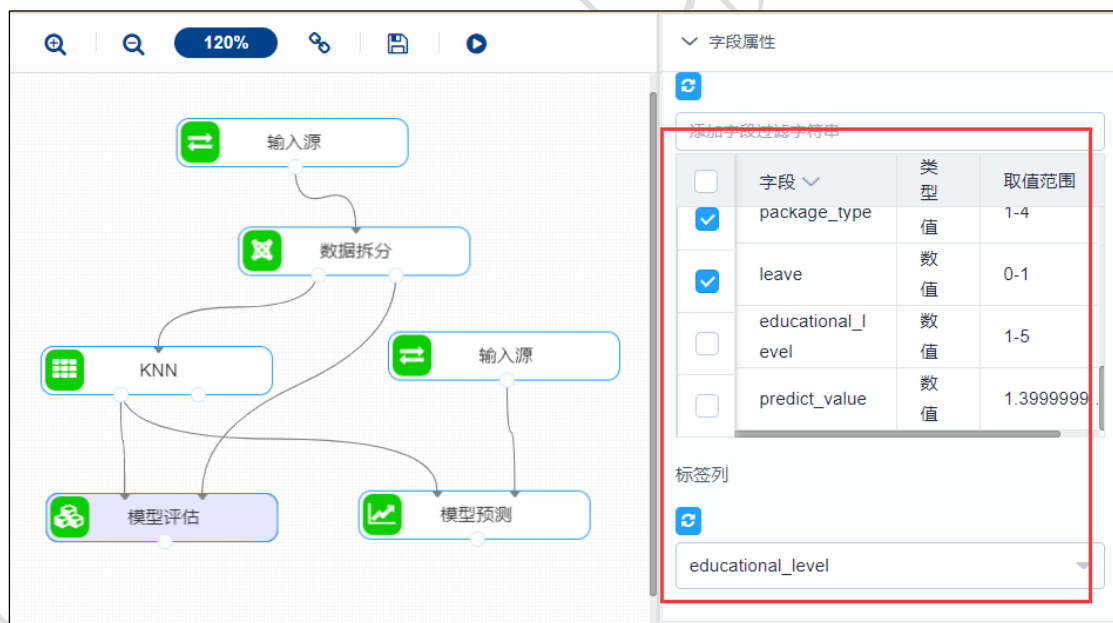 120%
字段属性
添加字段过滤字符串
字段
类
型
取值范围
package_type
值
1-4
leave
数
值
0-1
educational_l
evel
数
值
1-5
predict_value
数
值
1.3999999...
标签列
educational_level
输入源
数据拆分
KNN
输入源
模型评估
模型预测